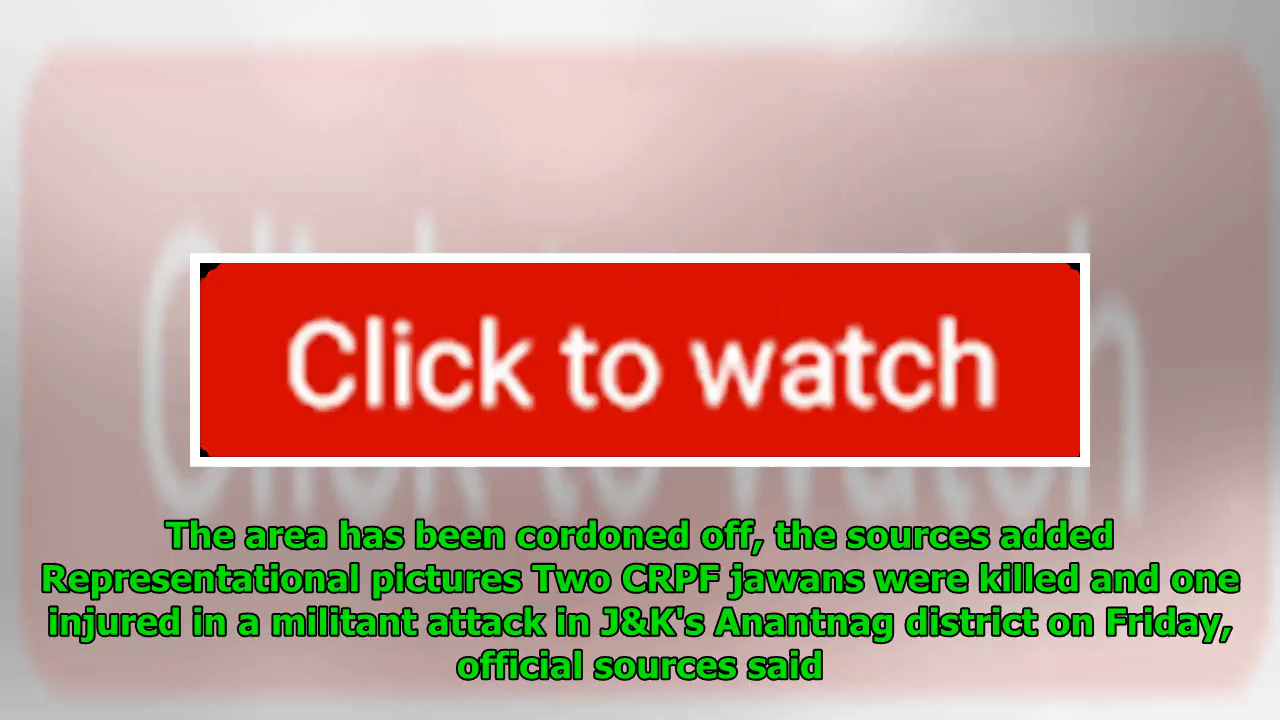 Click to watch
The area has been cordoned off, the sources added
Representational pictures Two CRPF jawans were killed and one
injured in a militant attack in J&K's Anantnag district on Friday,
official sources said